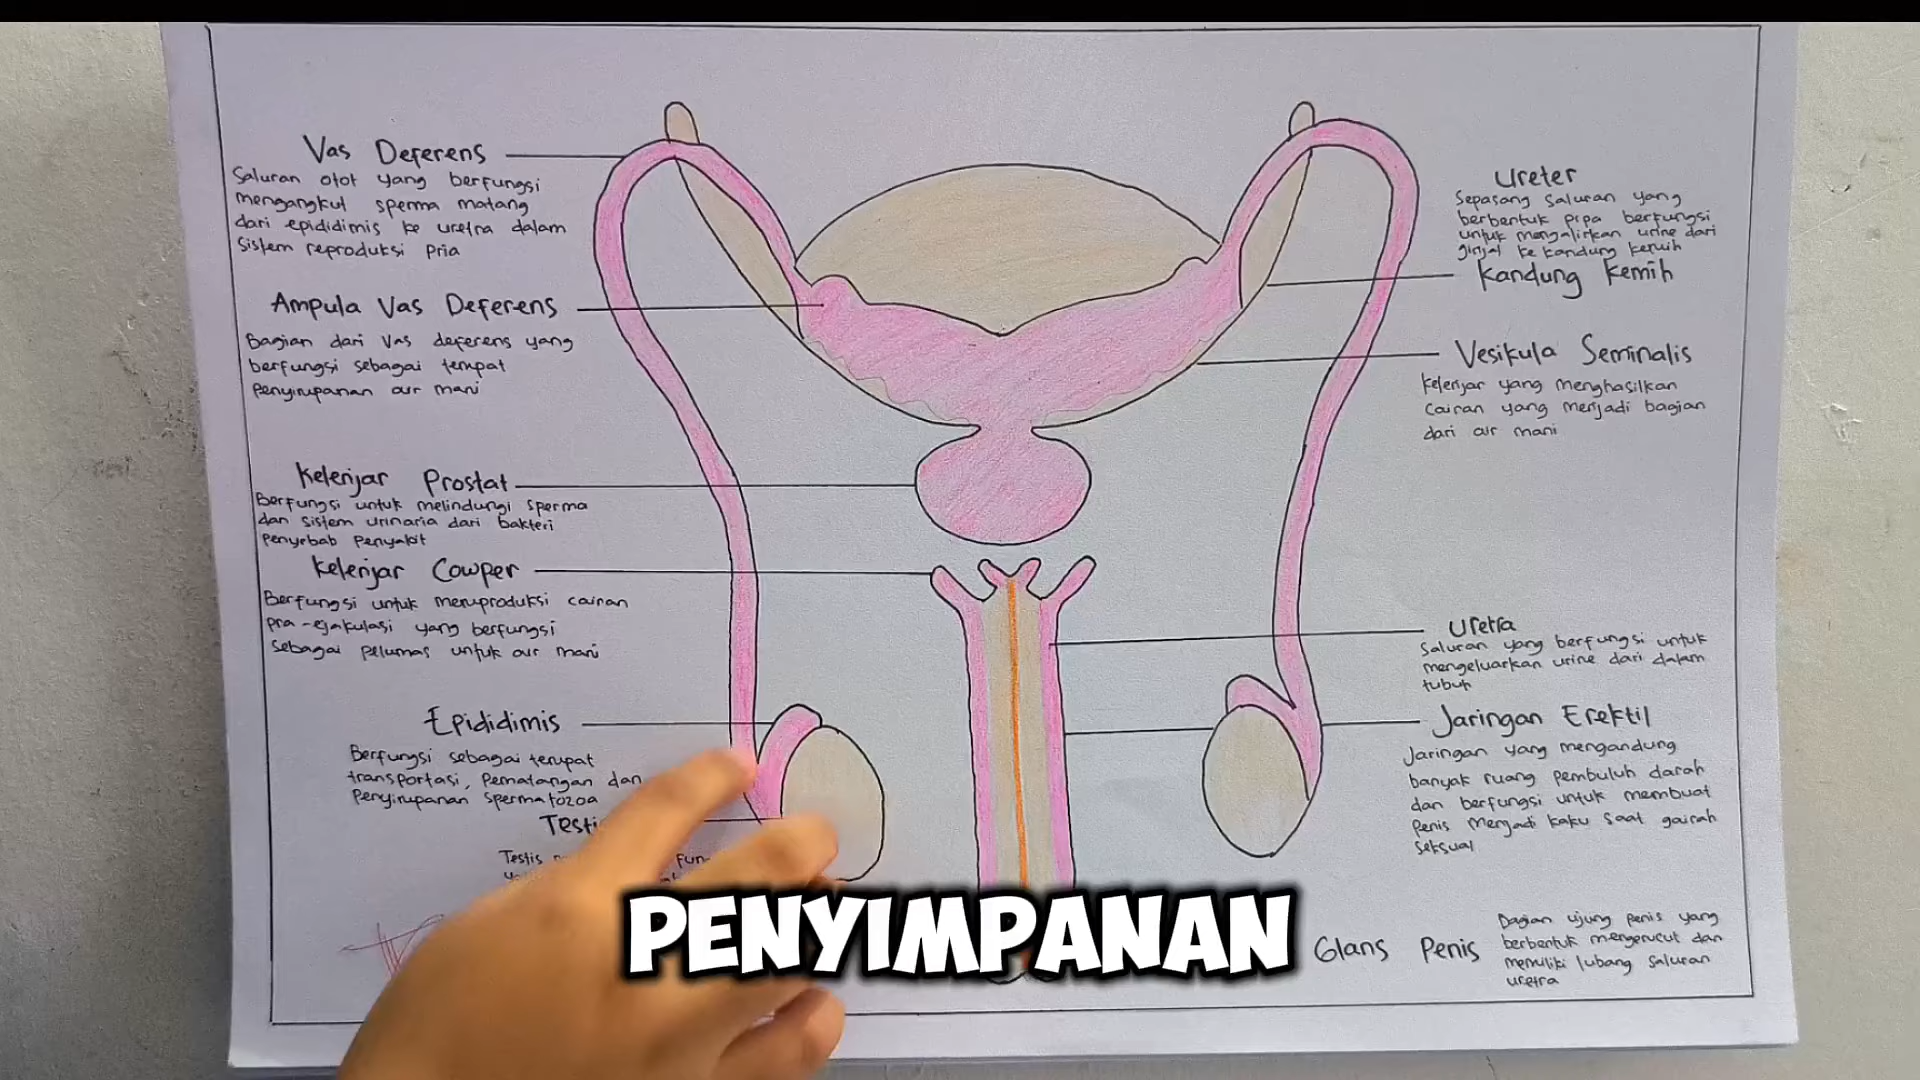 Vas Deferens
Saluran otot yang berfungsi
mengangkut sperma matang
dari epididimis ke uretra dalam
Sistem reproduksi pria
Ampula Vas Deferens
Bagian dari Vas deferens yang
berfungsi sebagai tempat
Penyimpanan air mani
Kelenjar Prostat
Berfungsi untuk melindungi sperma
dan sistem urinaria dari bakteri
penyebab penyakit
Kelenjar Cowper
Berfungsi untuk memproduksi cairan
pra-ejakulasi yang berfungsi
sebagai pelumas untuk air mani
Epididimis
Berfungsi sebagai tempat
transportasi, pematangan dan
Penyimpanan spermatozoa
Testis
Ureter
Sepasang saluran yang
berbentuk pipa berfungsi
untuk mengalirkan urine dari
ginjal ke kandung kemih
Kandung Kemih
Vesikula Seminalis
Kelenjar yang menghasilkan
Cairan yang menjadi bagian
dari air mani
Uretra
Saluran yang berfungsi untuk
mengeluarkan urine dari dalam
tubuh
Jaringan Erektil
Jaringan yang mengandung
banyak ruang pembuluh darah
dan berfungsi untuk membuat
Penis menjadi kaku saat gairah
seksual
Glans Penis
Bagian ujung penis yang
berbentuk mengerucut dan
memiliki lubang saluran
uretra
PENYIMPANAN